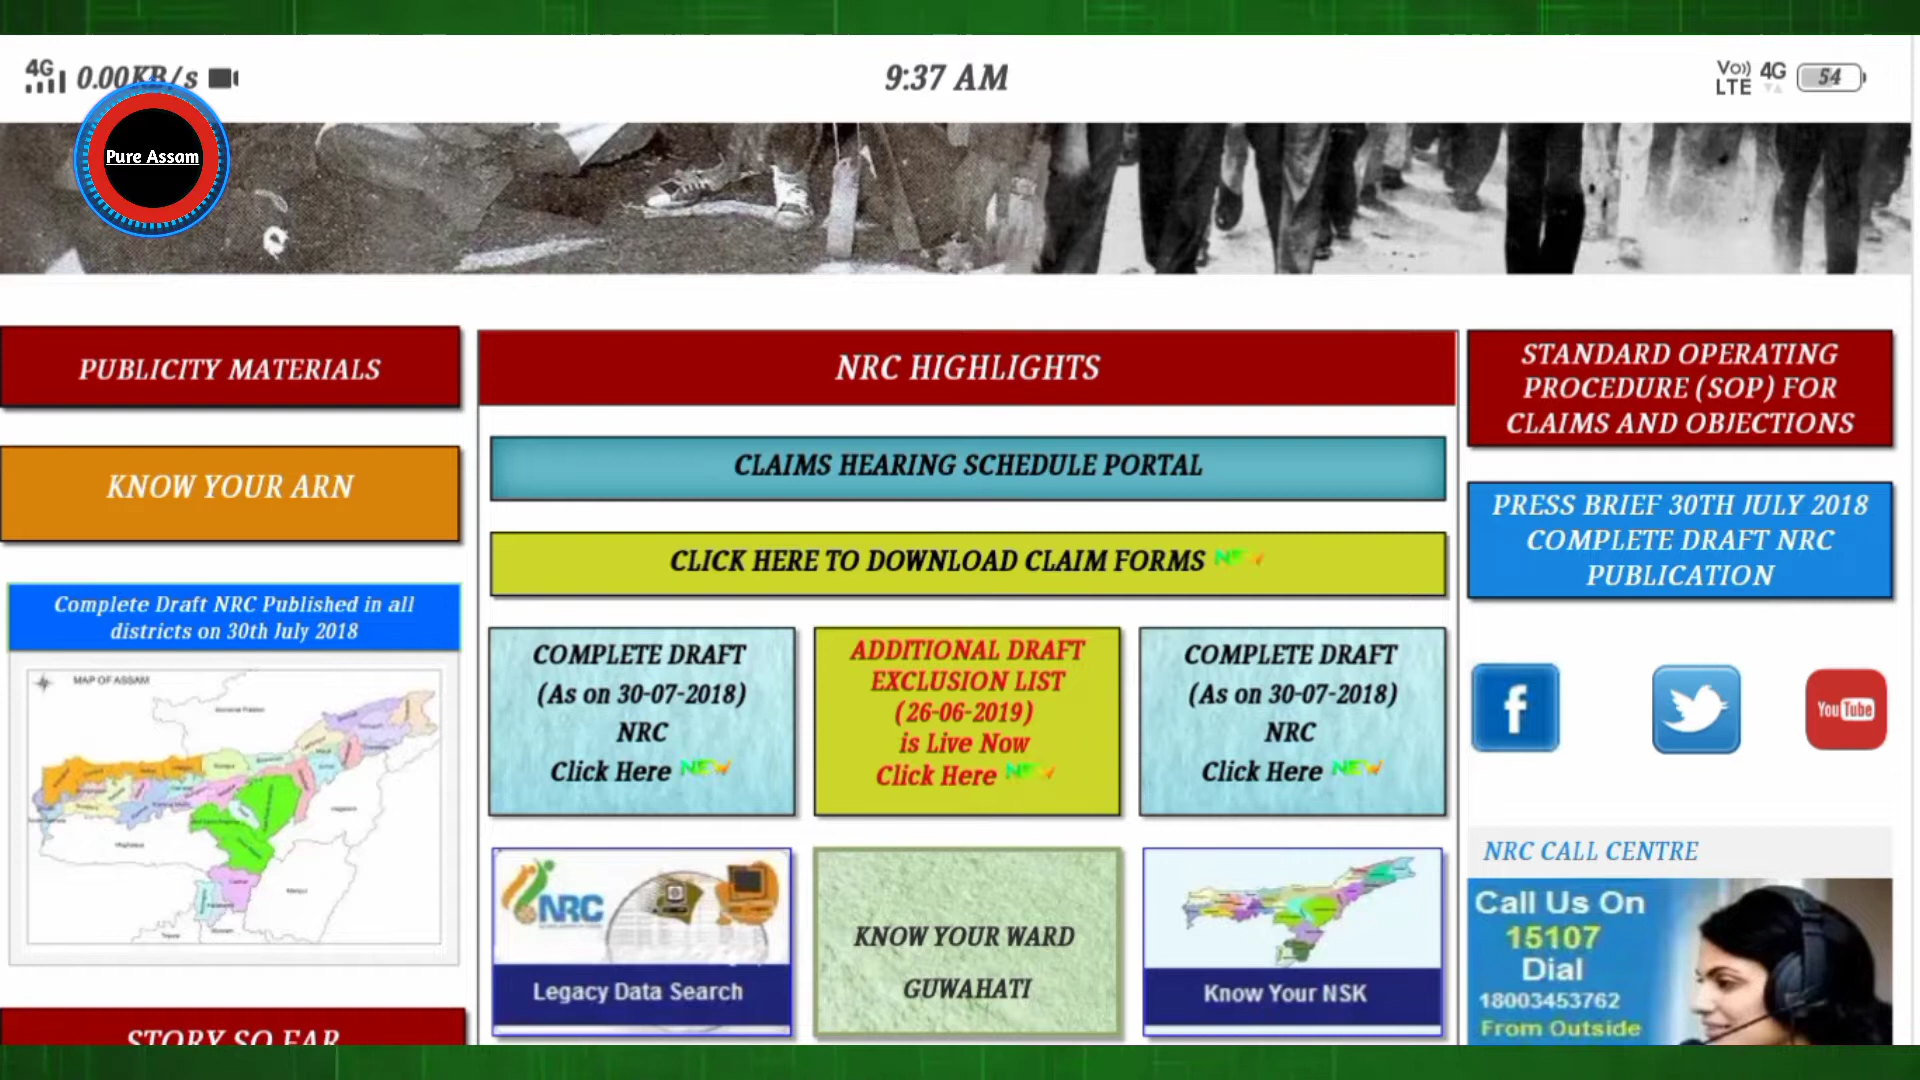 4G 0.00KB/s
9:37 AM
Vo)) LTE 4G 54
Pure Assam
PUBLICITY MATERIALS
KNOW YOUR ARN
Complete Draft NRC Published in all
districts on 30th July 2018
MAP OF ASSAM
STORY SO FAR
NRC HIGHLIGHTS
CLAIMS HEARING SCHEDULE PORTAL
CLICK HERE TO DOWNLOAD CLAIM FORMS NEW
COMPLETE DRAFT
(As on 30-07-2018)
NRC
Click Here NEW
ADDITIONAL DRAFT
EXCLUSION LIST
(26-06-2019)
is Live Now
Click Here NEW
COMPLETE DRAFT
(As on 30-07-2018)
NRC
Click Here NEW
NRC
Legacy Data Search
KNOW YOUR WARD
GUWAHATI
Know Your NSK
STANDARD OPERATING
PROCEDURE (SOP) FOR
CLAIMS AND OBJECTIONS
PRESS BRIEF 30TH JULY 2018
COMPLETE DRAFT NRC
PUBLICATION
f
You Tube
NRC CALL CENTRE
Call Us On
15107
Dial
18003453762
From Outside